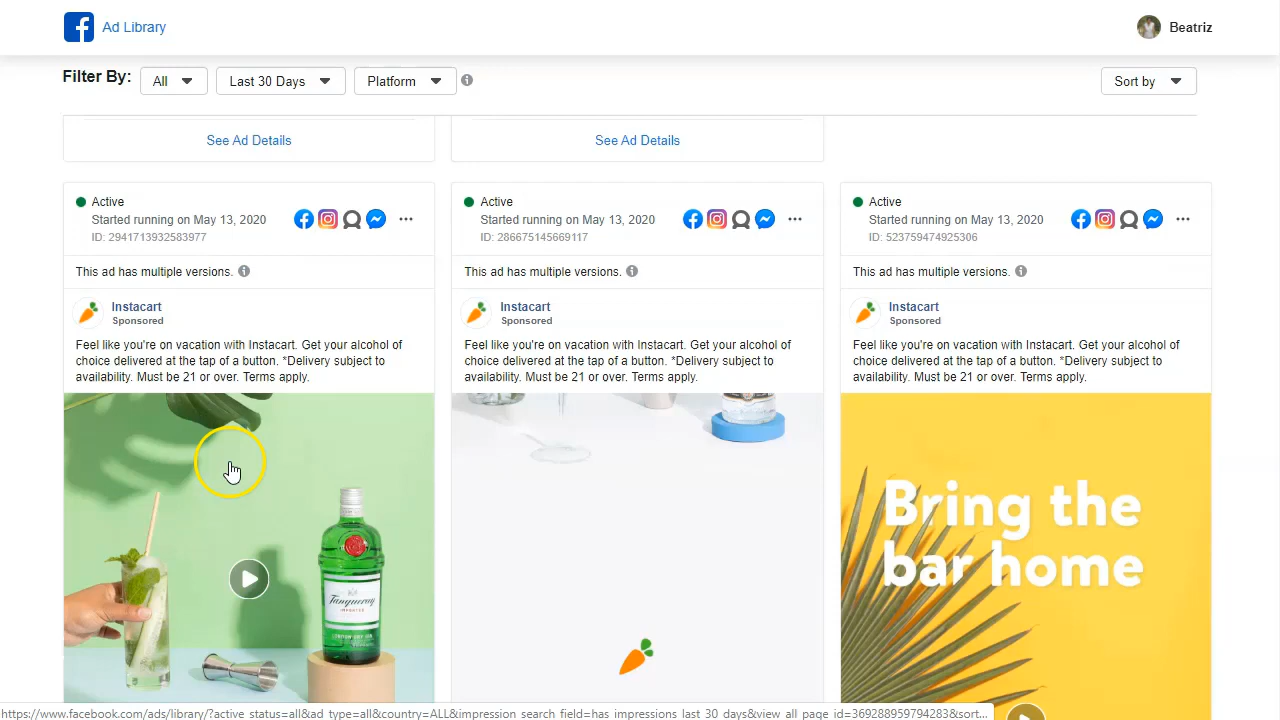 Ad Library
Beatriz
Filter By:
All
Last 30 Days
Platform
Sort by
See Ad Details
See Ad Details
Active
Started running on May 13, 2020
ID: 2941713932583977
This ad has multiple versions.
Instacart
Sponsored
Feel like you're on vacation with Instacart. Get your alcohol of
choice delivered at the tap of a button. *Delivery subject to
availability. Must be 21 or over. Terms apply.
Tanqueray
IMPORTED
LONDON DRY GIN
Active
Started running on May 13, 2020
ID: 286675145669117
This ad has multiple versions.
Instacart
Sponsored
Feel like you're on vacation with Instacart. Get your alcohol of
choice delivered at the tap of a button. *Delivery subject to
availability. Must be 21 or over. Terms apply.
Active
Started running on May 13, 2020
ID: 523759474925306
This ad has multiple versions.
Instacart
Sponsored
Feel like you're on vacation with Instacart. Get your alcohol of
choice delivered at the tap of a button. *Delivery subject to
availability. Must be 21 or over. Terms apply.
Bring the
bar home
https://www.facebook.com/ads/library/?active_status=all&ad_type=all&country=ALL&impression_search_field=has_impressions_last_30_days&view_all_page_id=369288959794283&sort...